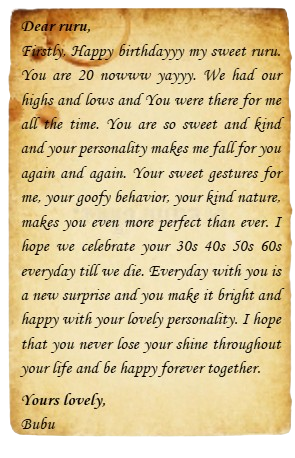 Dear ruru,
Firstly, Happy birthdayyy my sweet ruru.
You are 20 nowww yayyy. We had our
highs and lows and You were there for me
all the time. You are so sweet and kind
and your personality makes me fall for you
again and again. Your sweet gestures for
me, your goofy behavior, your kind nature,
makes you even more perfect than ever. I
hope we celebrate your 30s 40s 50s 60s
everyday till we die. Everyday with you is
a new surprise and you make it bright and
happy with your lovely personality. I hope
that you never lose your shine throughout
your life and be happy forever together.
Yours lovely,
Bubu